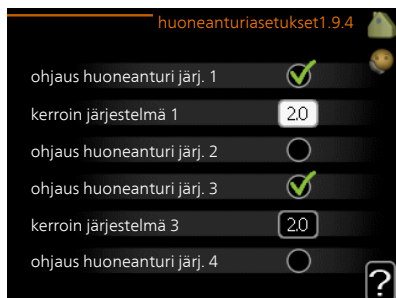 huoneanturiasetukset1.9.4
ohjaus huoneanturi järj. 1
kerroin järjestelmä 1 2.0
ohjaus huoneanturi järj. 2
ohjaus huoneanturi järj. 3
kerroin järjestelmä 3 2.0
ohjaus huoneanturi järj. 4
?